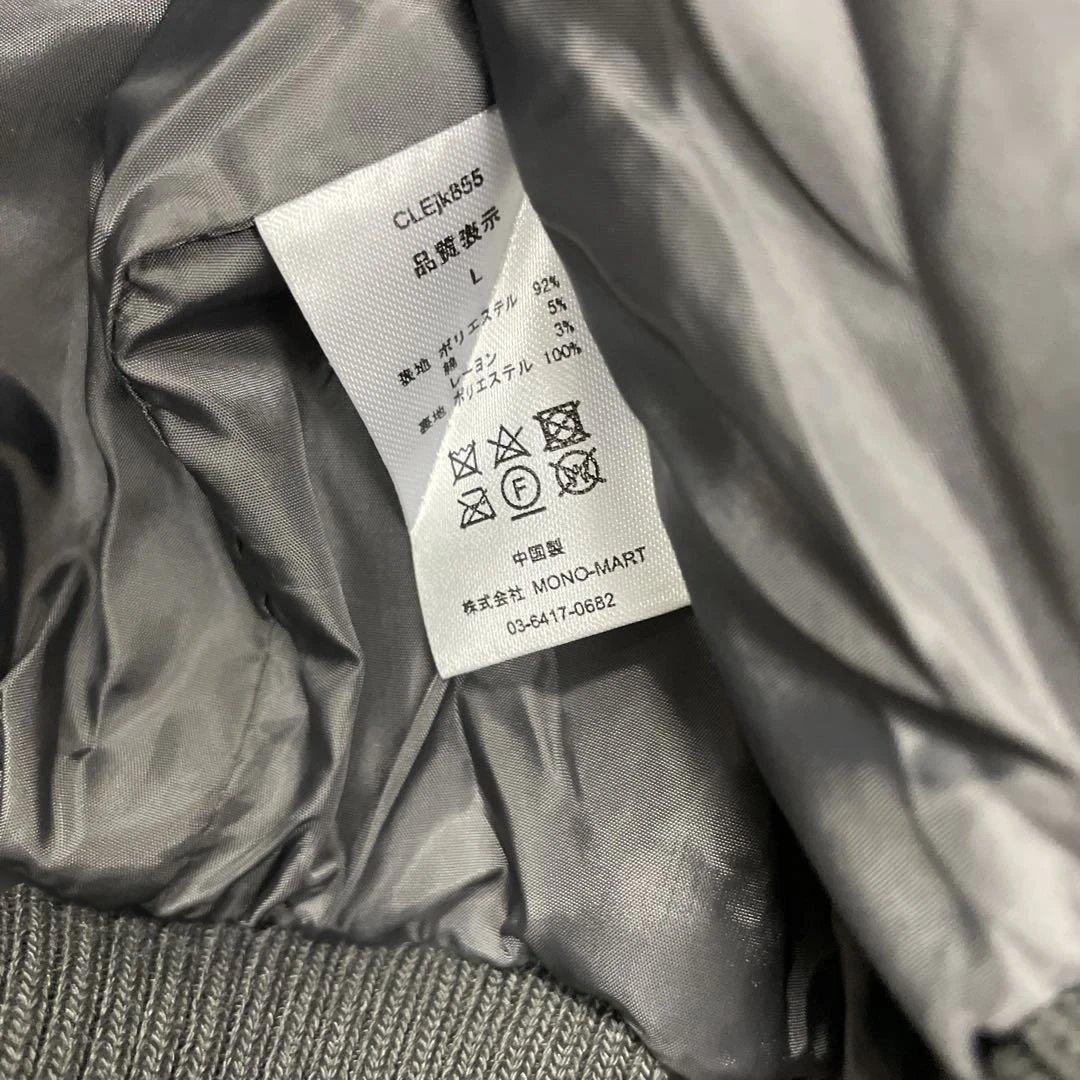 CLEjk855
品質表示
L
表地 ポリエステル 92%
綿 5%
レーヨン 3%
裏地 ポリエステル 100%
F
中国製
株式会社 MONO-MART
03-6417-0682